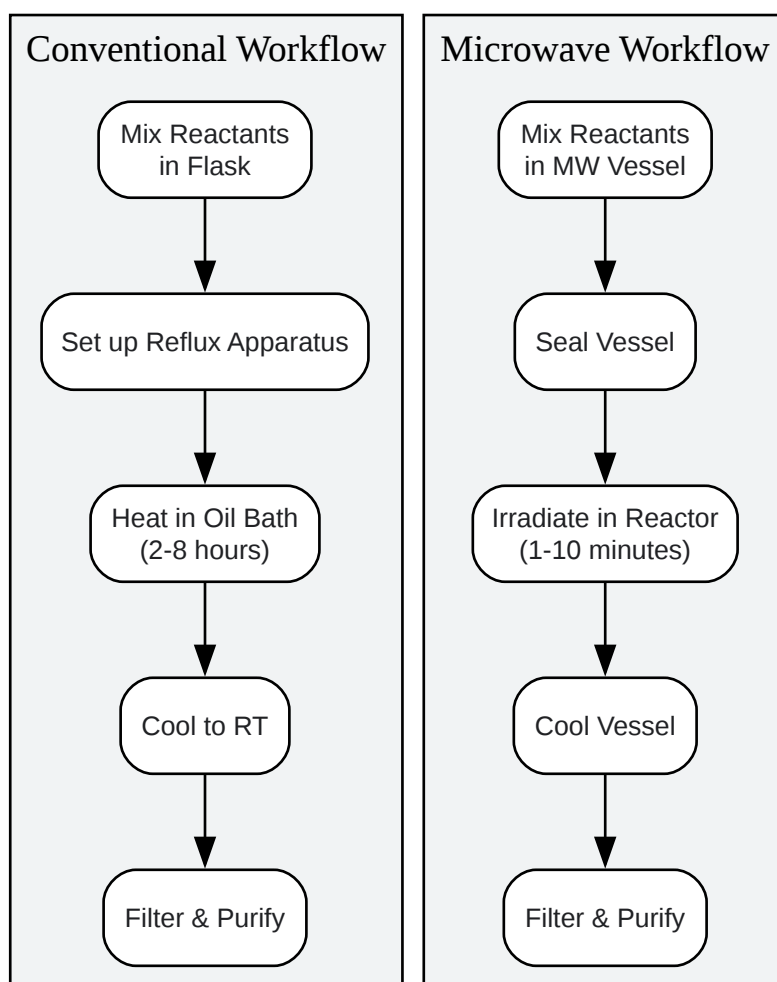 Conventional Workflow
Mix Reactants
in Flask
Set up Reflux Apparatus
Heat in Oil Bath
(2-8 hours)
Cool to RT
Filter & Purify
Microwave Workflow
Mix Reactants
in MW Vessel
Seal Vessel
Irradiate in Reactor
(1-10 minutes)
Cool Vessel
Filter & Purify